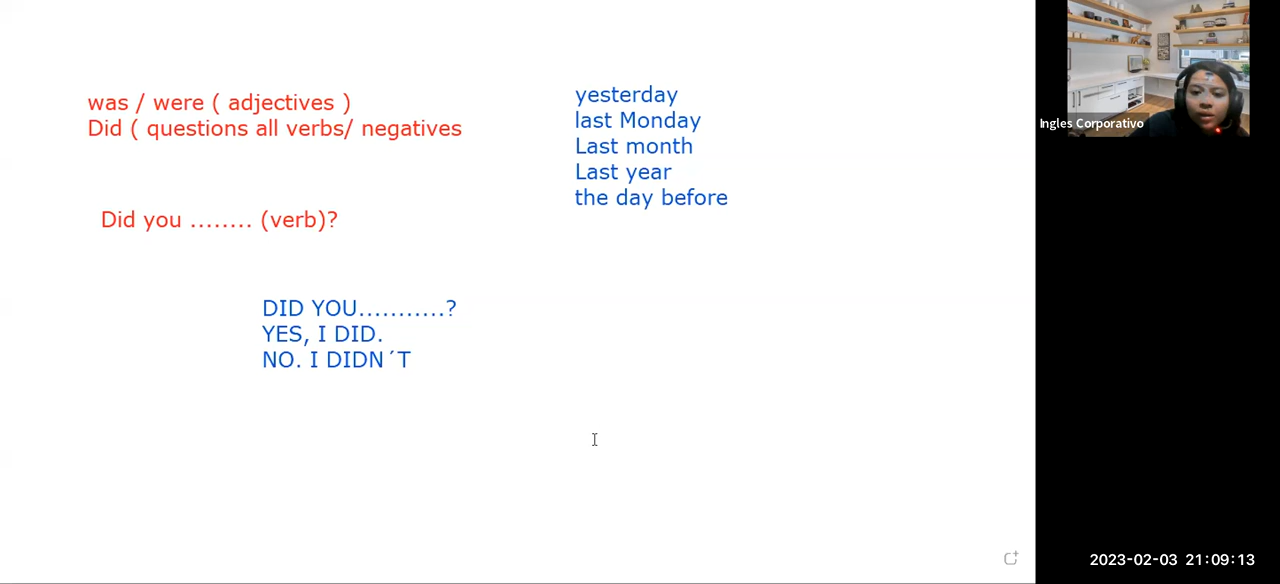 was / were ( adjectives )
Did ( questions all verbs/ negatives
Did you ........ (verb)?
DID YOU...........?
YES, I DID.
NO. I DIDN´T
yesterday
last Monday
Last month
Last year
the day before
Ingles Corporativo
2023-02-03 21:09:13